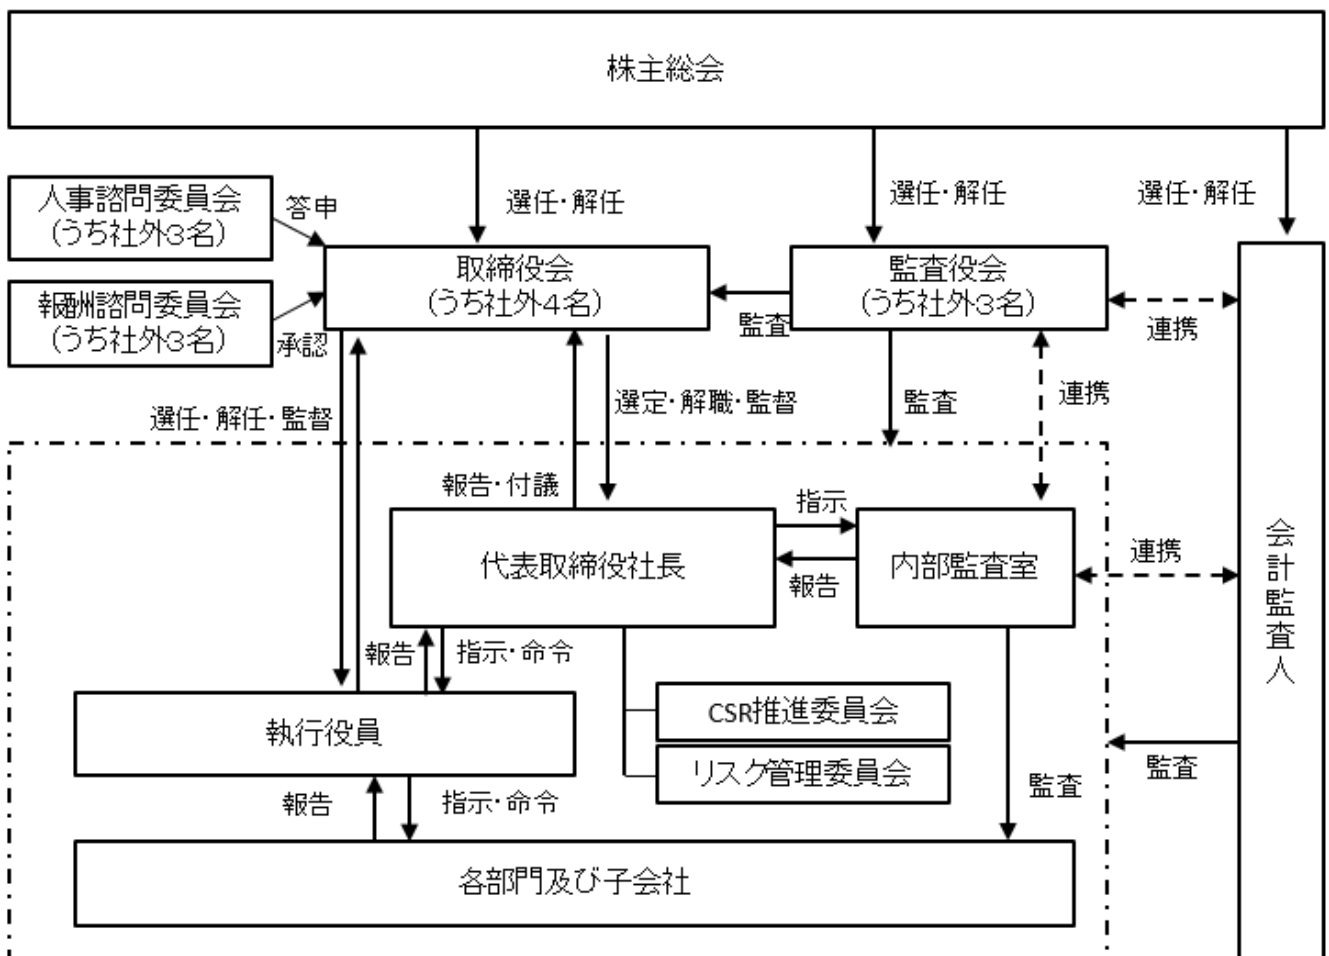 株主総会
選任・解任
選任・解任
選任・解任
人事諮問委員会
(うち社外3名)
答申
報酬諮問委員会
(うち社外3名)
承認
取締役会
(うち社外4名)
監査
監査役会
(うち社外3名)
連携
選任・解任・監督
選定・解職・監督
監査
連携
報告・付議
代表取締役社長
指示
報告
内部監査室
連携
会計監査人
報告
指示・命令
執行役員
CSR推進委員会
リスク管理委員会
監査
監査
報告
指示・命令
各部門及び子会社